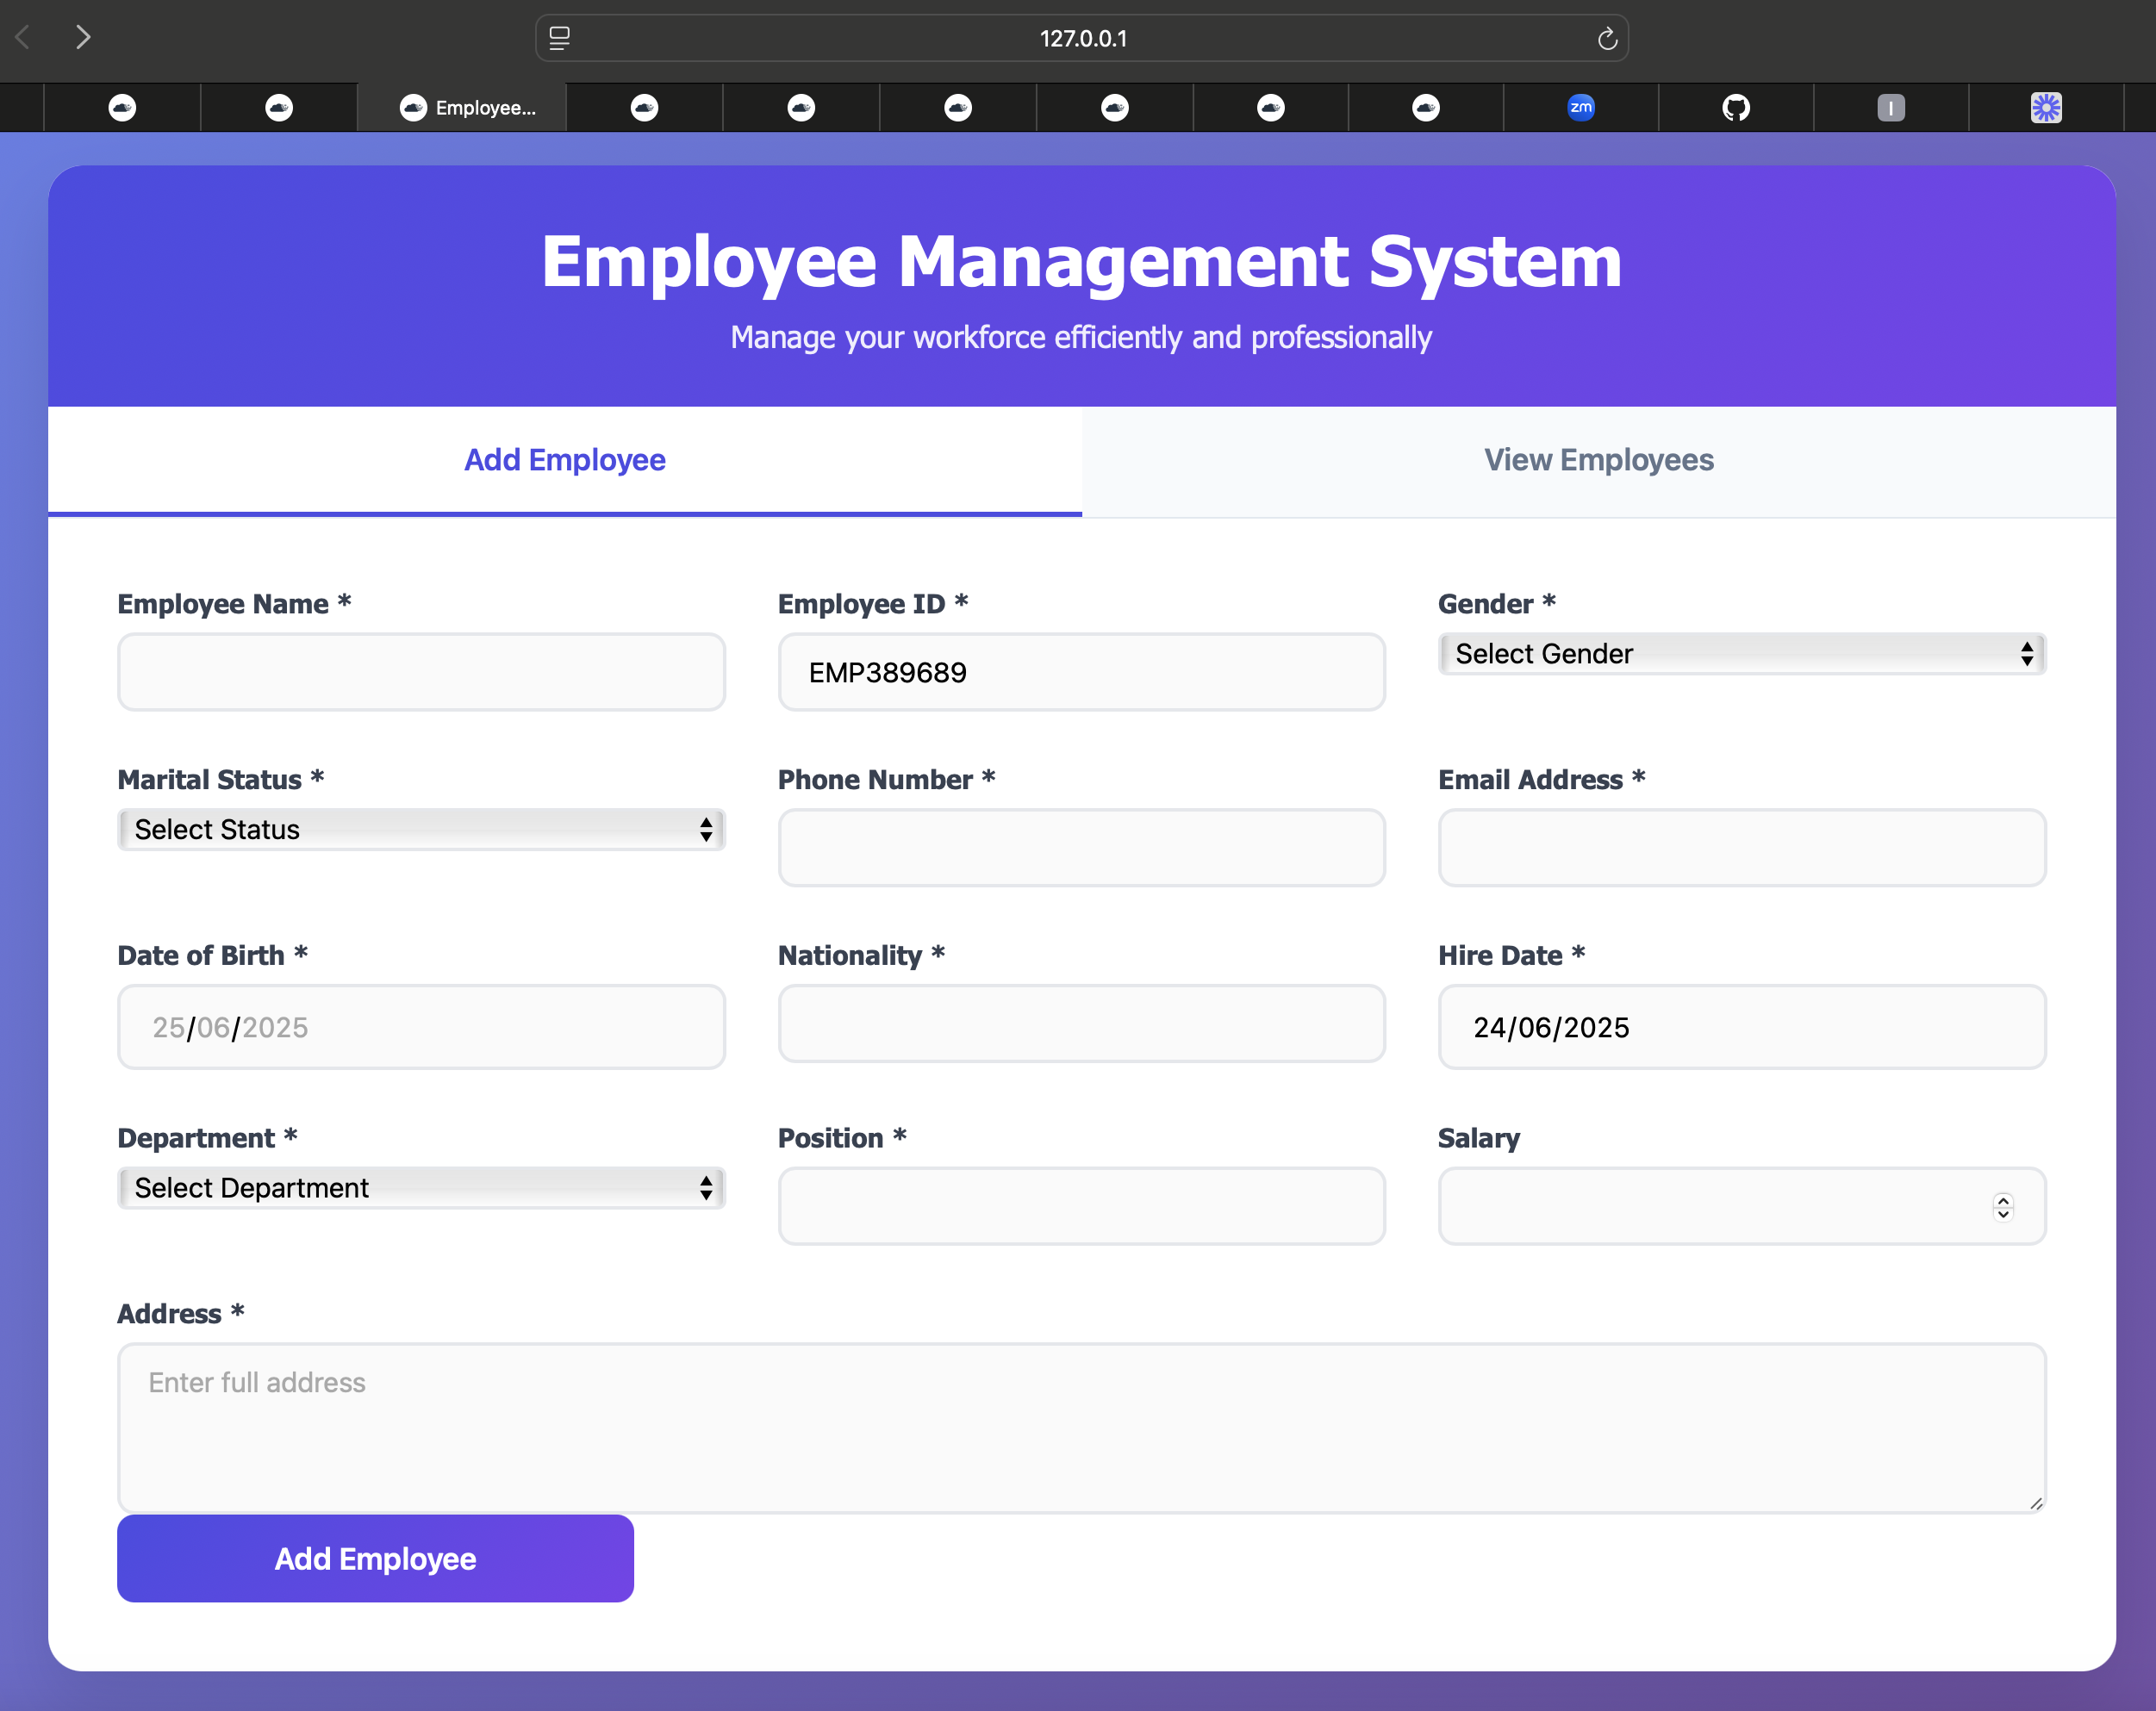 127.0.0.1
Employee...
zm
I
Employee Management System
Manage your workforce efficiently and professionally
Add Employee
View Employees
Employee Name *
Employee ID *
Gender *
EMP389689
Select Gender
Marital Status *
Phone Number *
Email Address *
Select Status
Date of Birth *
Nationality *
Hire Date *
25/06/2025
24/06/2025
Department *
Position *
Salary
Select Department
Address *
Enter full address
Add Employee